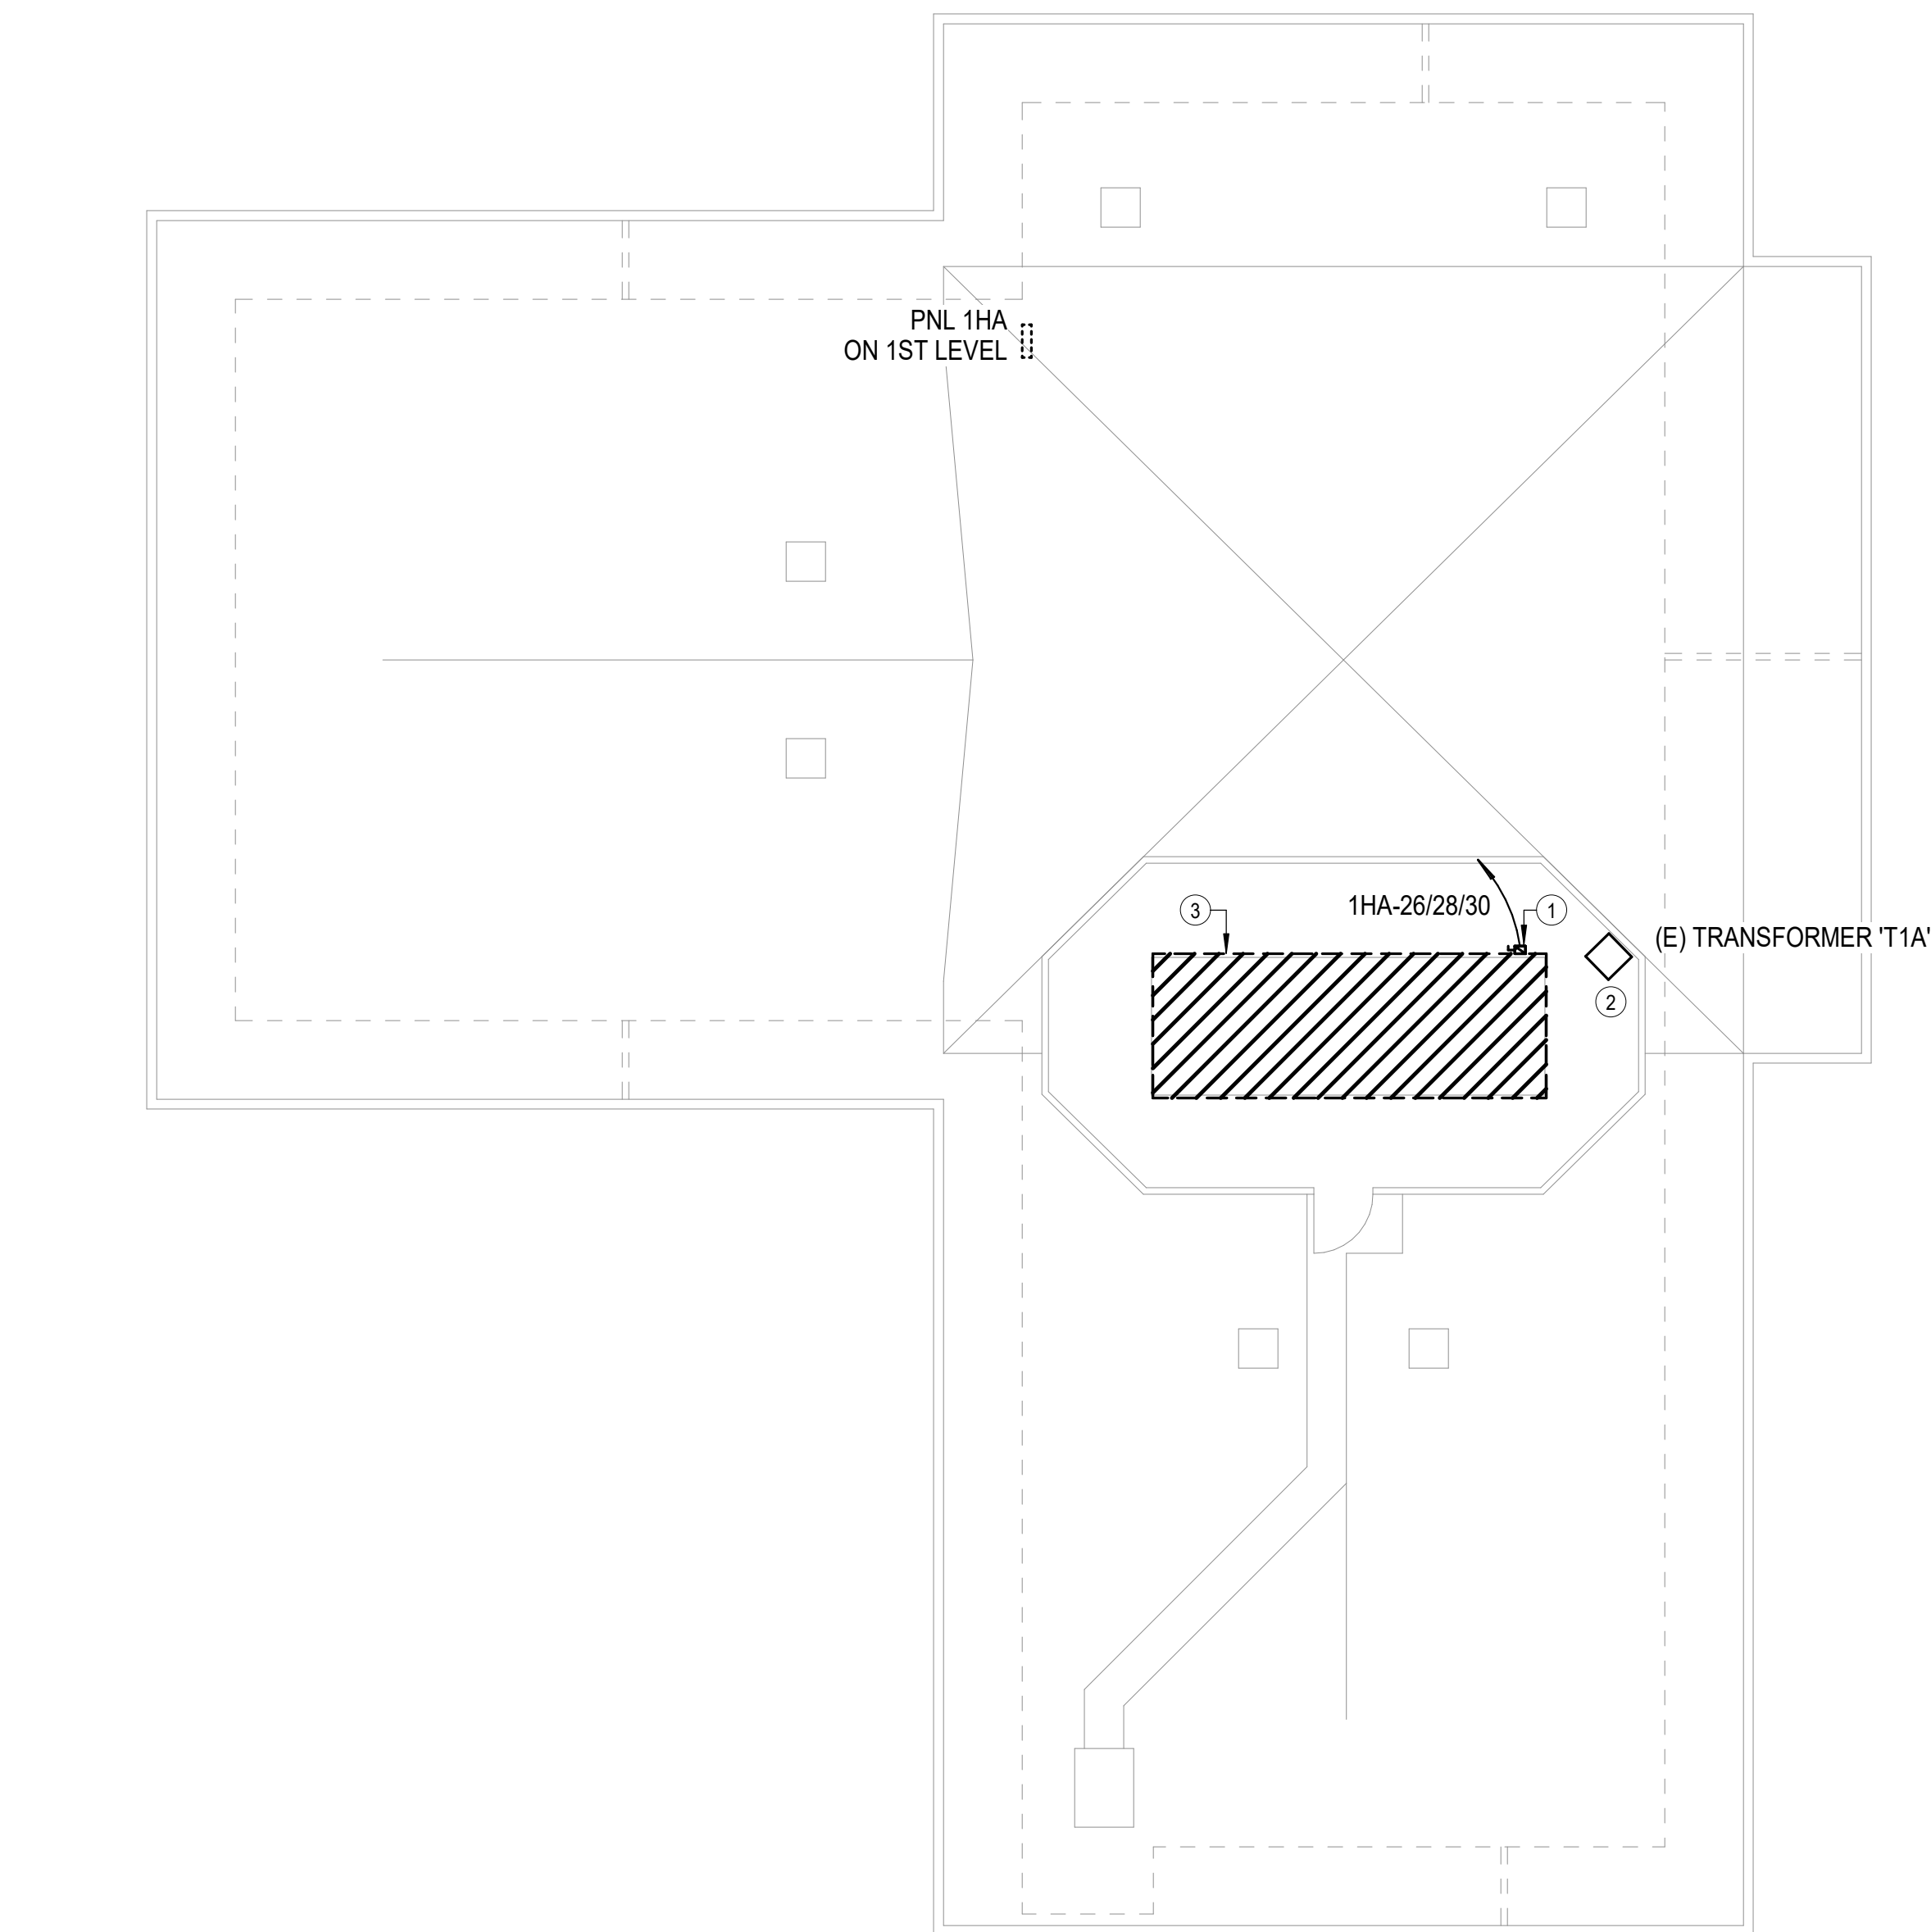 PNL 1HA
ON 1ST LEVEL
1HA-26/28/30
3
1
(E) TRANSFORMER 'T1A'
2